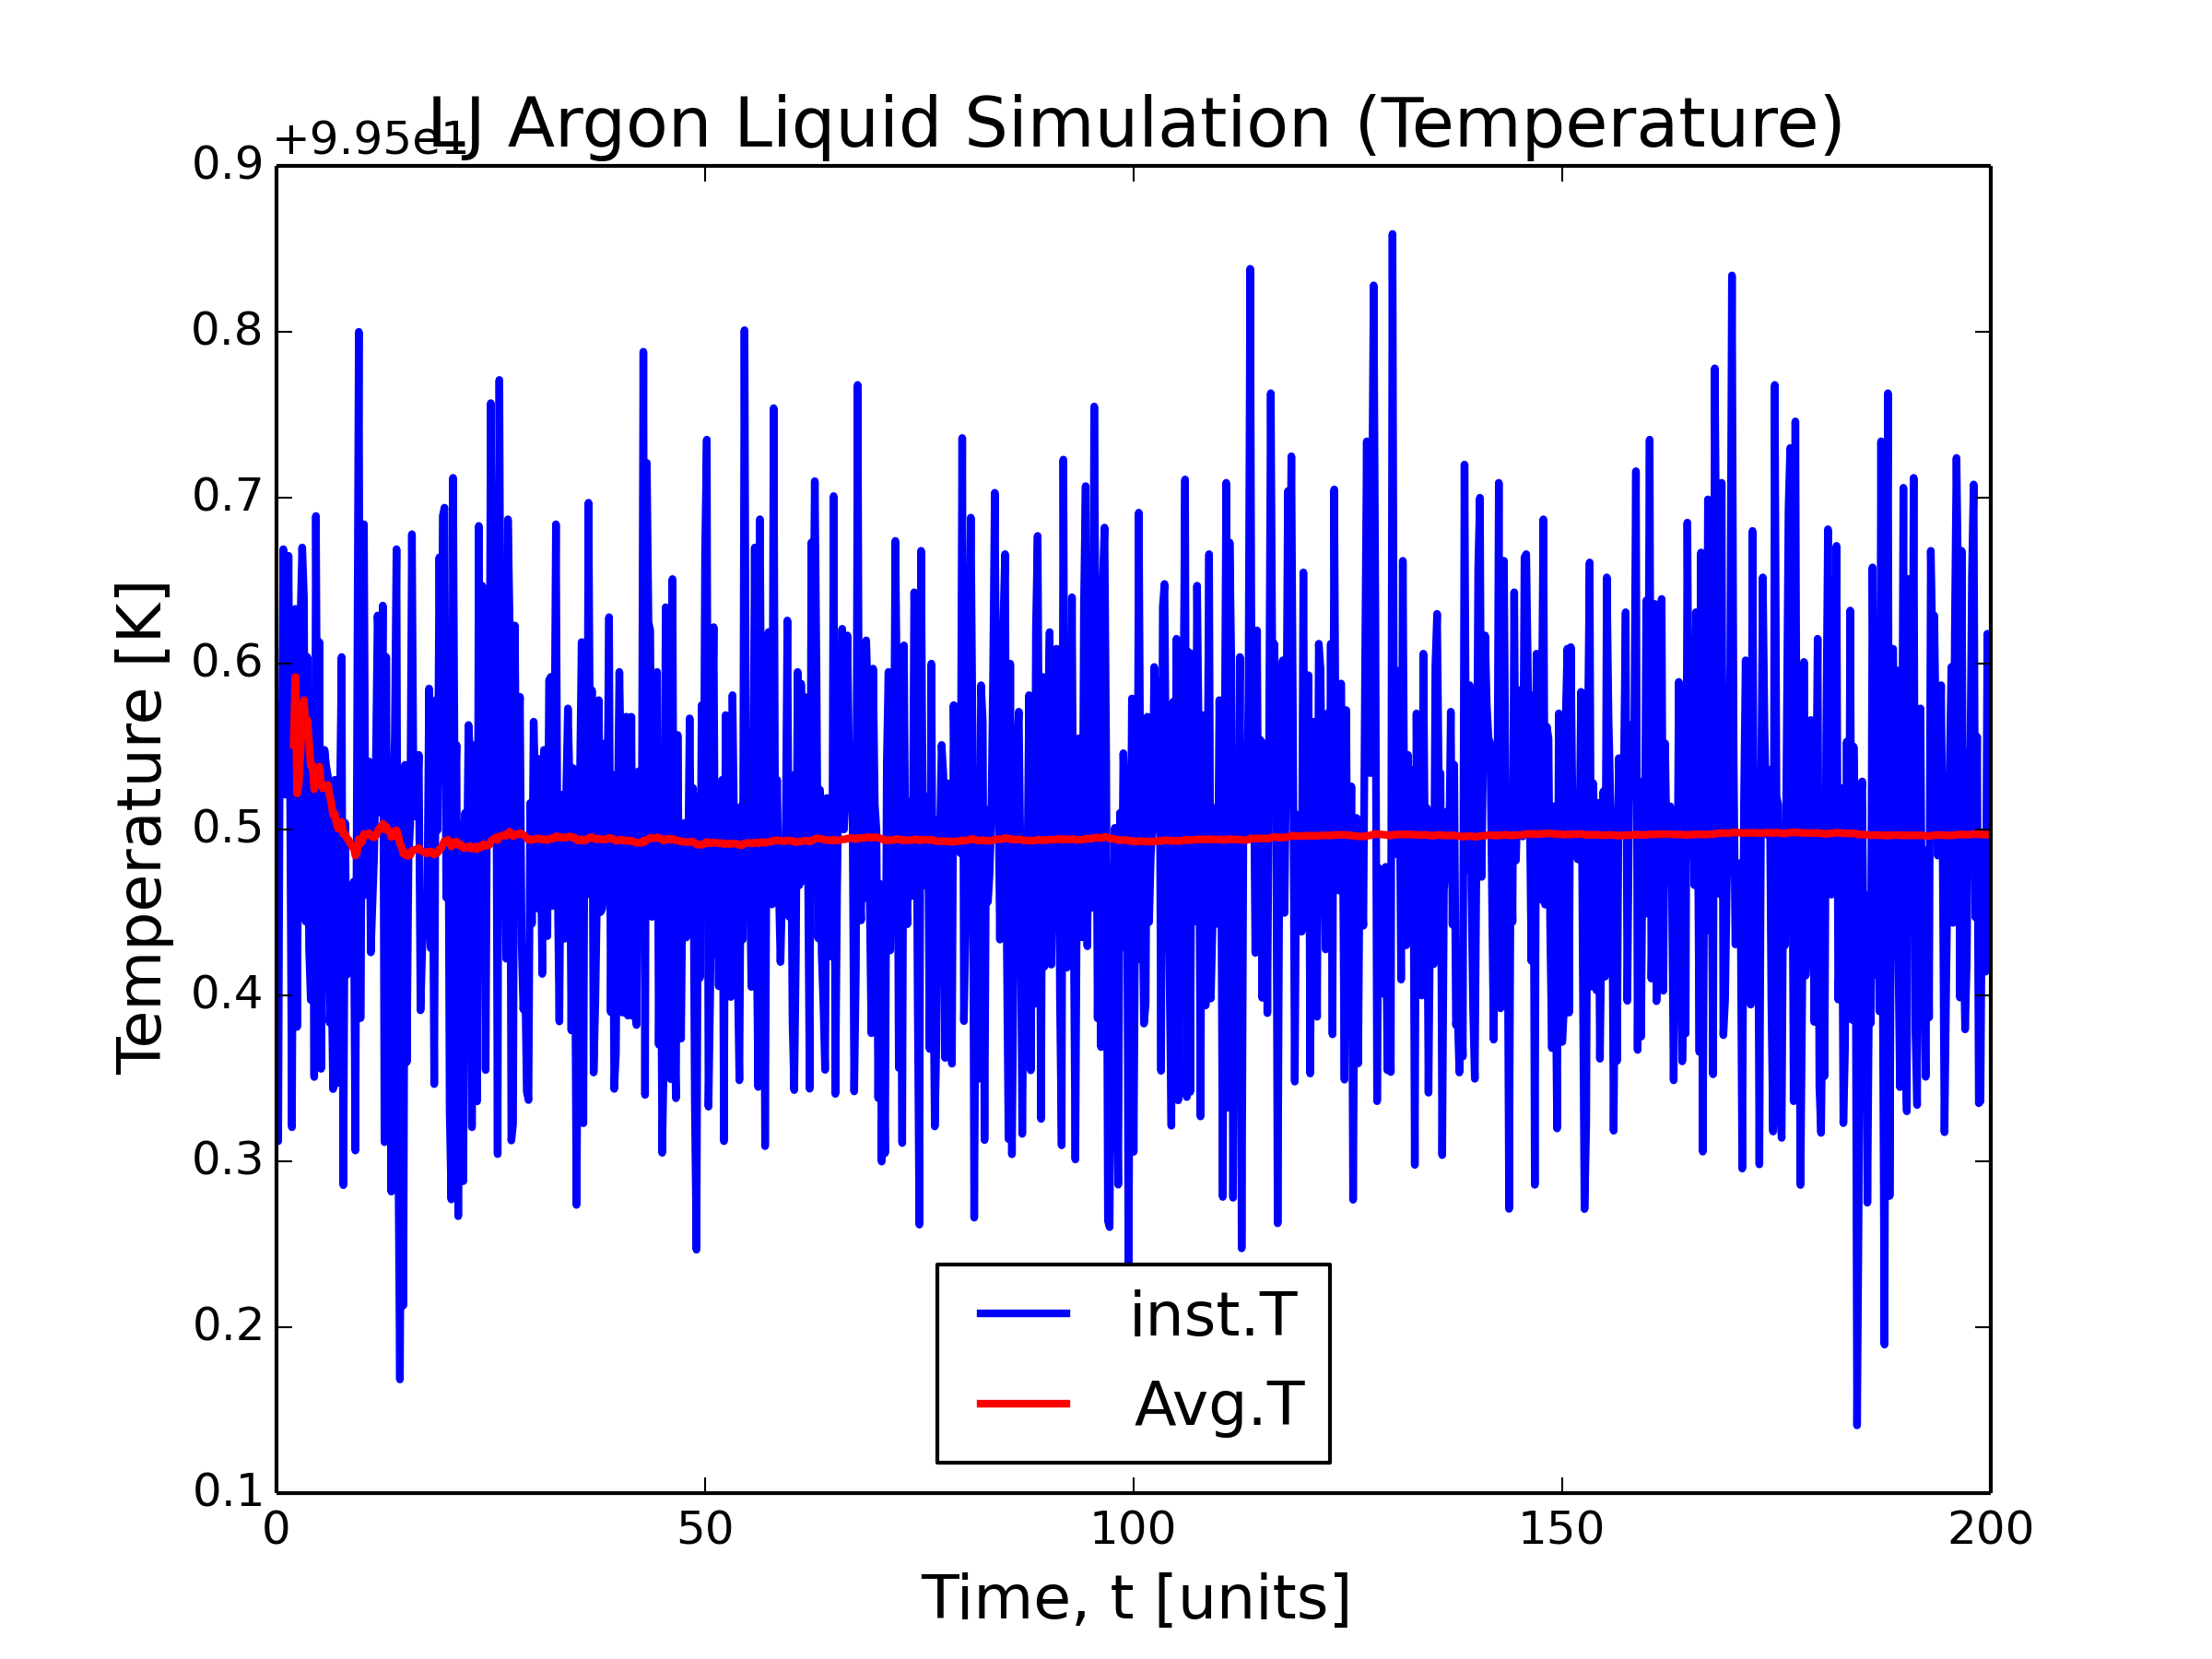 LJ Argon Liquid Simulation (Temperature)
+9.95e1
0.9
0.8
0.7
0.6
0.5
0.4
0.3
0.2
0.1
Temperature [K]
inst.T
Avg.T
0 50 100 150 200
Time, t [units]